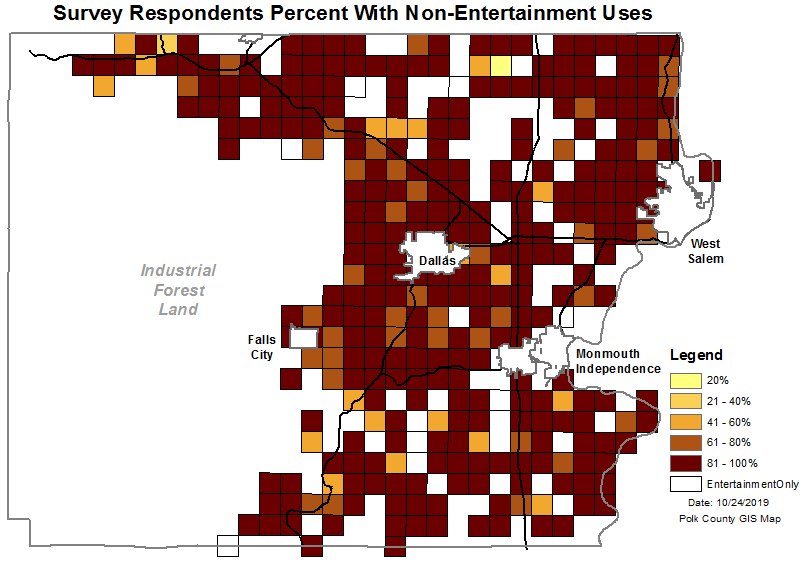 Survey Respondents Percent With Non-Entertainment Uses
West
Salem
Dallas
Industrial
Forest
Land
Falls
City
Monmouth
Independence
Legend
20%
21 - 40%
41 - 60%
61 - 80%
81 - 100%
EntertainmentOnly
Date: 10/24/2019
Polk County GIS Map